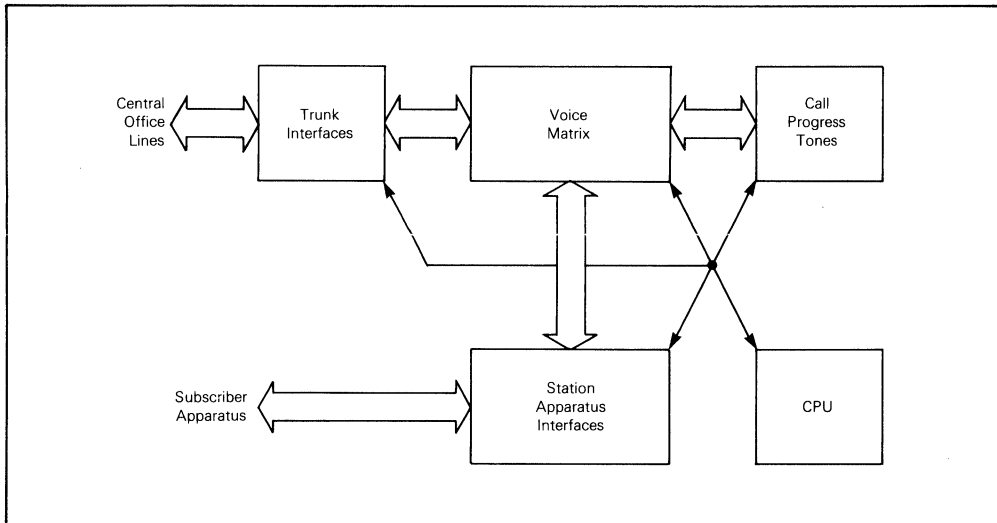 Central
Office
Lines
Trunk
Interfaces
Voice
Matrix
Call
Progress
Tones
Subscriber
Apparatus
Station
Apparatus
Interfaces
CPU